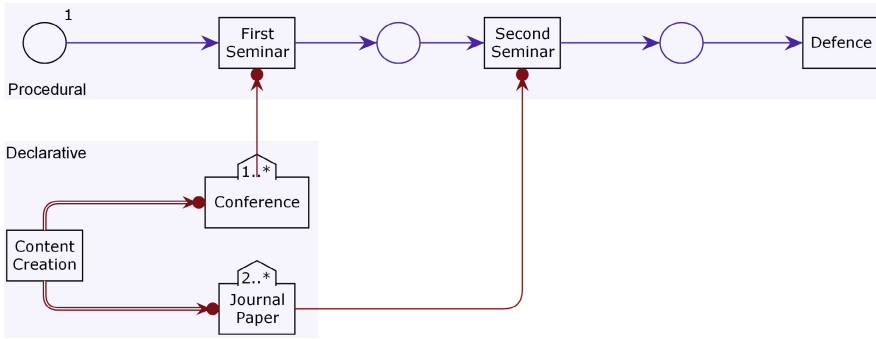 1
First
Seminar
Second
Seminar
Defence
Procedural
Declarative
1..*
Conference
Content
Creation
2..*
Journal
Paper